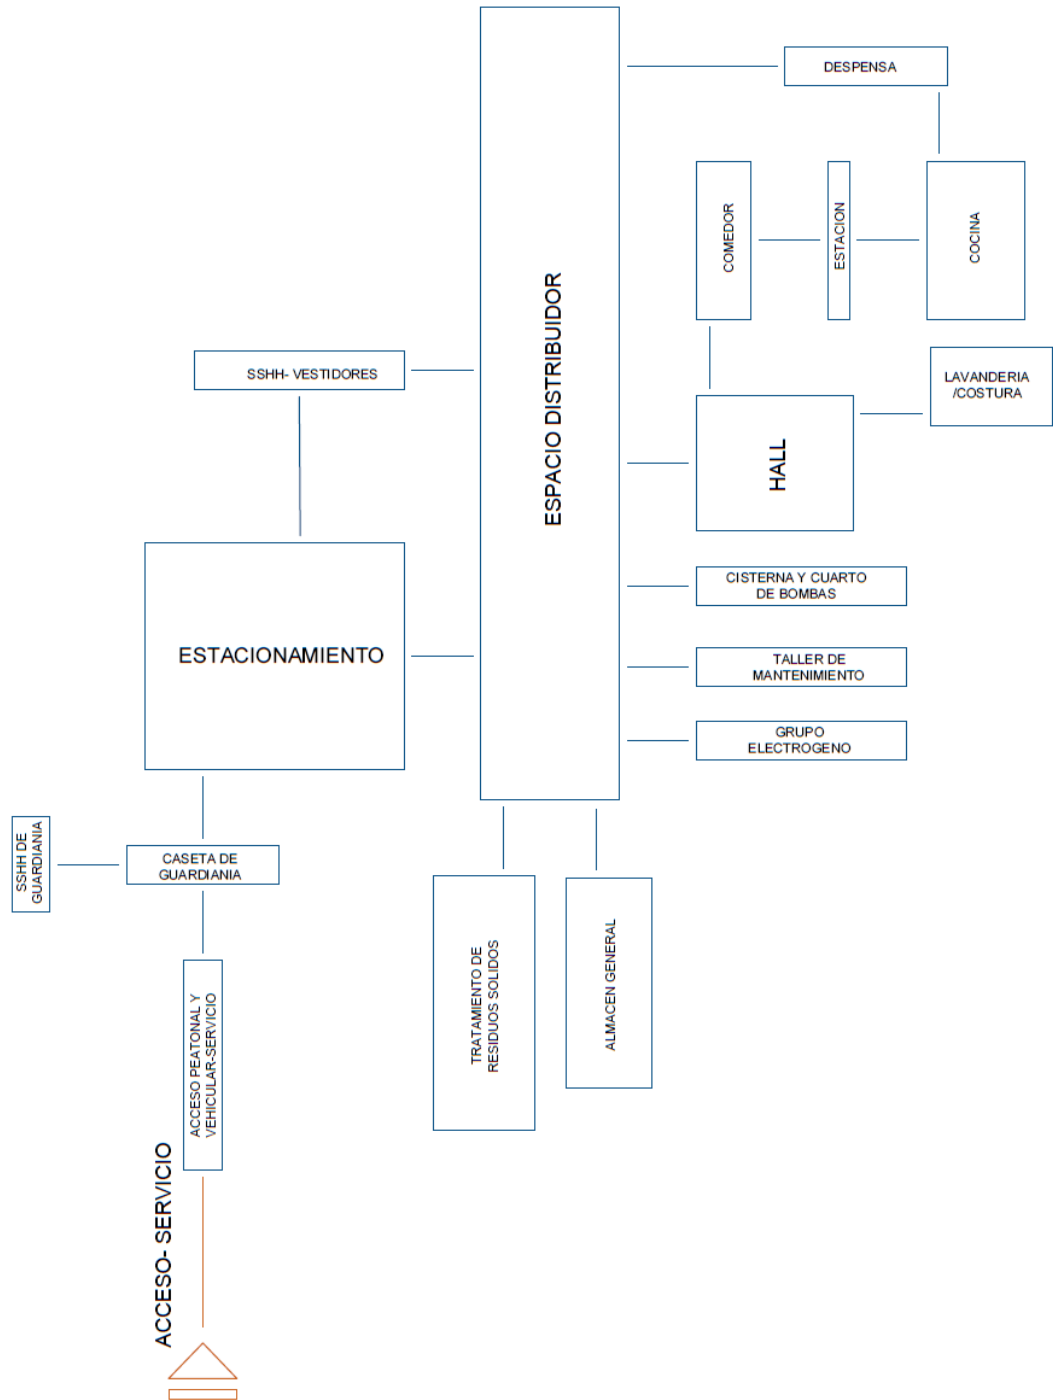 DESPENSA
COMEDOR
ESTACION
COCINA
ESPACIO DISTRIBUIDOR
SSHH- VESTIDORES
LAVANDERIA
/COSTURA
HALL
ESTACIONAMIENTO
CISTERNA Y CUARTO
DE BOMBAS
TALLER DE
MANTENIMIENTO
GRUPO
ELECTROGENO
SSHH DE
GUARDIANIA
CASETA DE
GUARDIANIA
TRATAMIENTO DE
RESIDUOS SOLIDOS
ALMACEN GENERAL
ACCESO PEATONAL Y
VEHICULAR-SERVICIO
ACCESO- SERVICIO